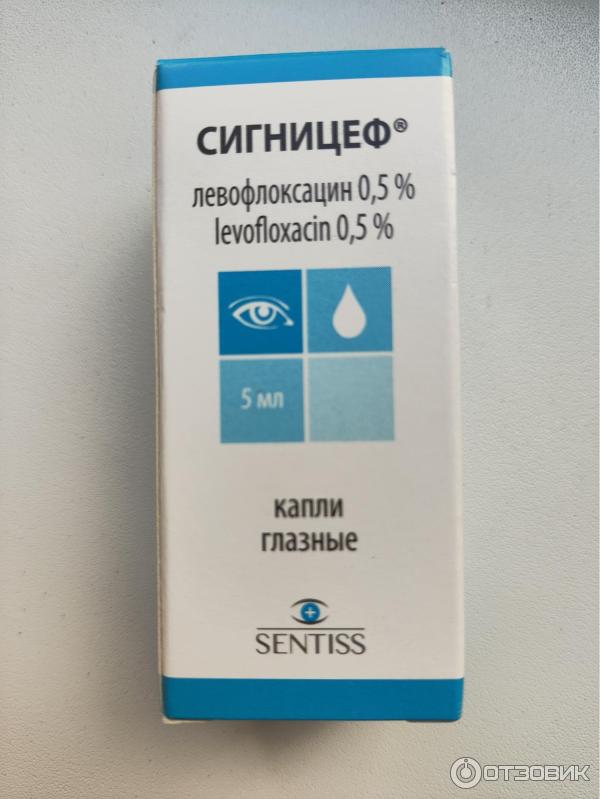 СИГНИЦЕФ®
левофлоксацин 0,5 %
levofloxacin 0,5 %
5 мл
капли
глазные
SENTISS
ОТЗОВИК